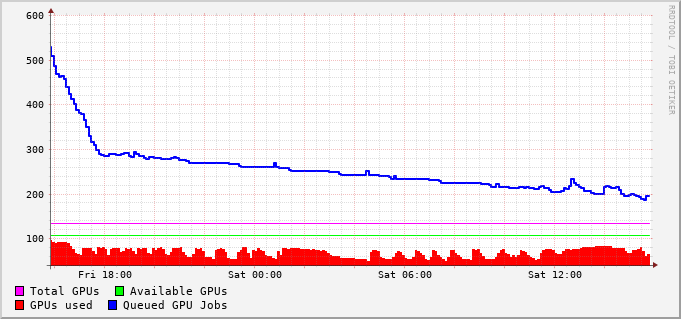 600
500
400
300
200
100
Fri 18:00 Sat 00:00 Sat 06:00 Sat 12:00
Total GPUs Available GPUs
GPUs used Queued GPU Jobs
RRDTOOL / TOBI OETIKER